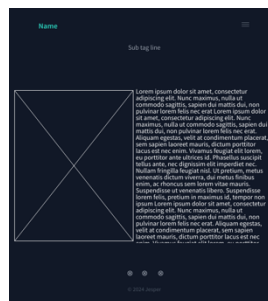 Name
Sub tag line
Lorem ipsum dolor sit amet, consectetur
adipiscing elit. Nunc maximus, nulla ut
commodo sagittis, sapien dui mattis dui, non
pulvinar lorem felis nec erat Lorem ipsum dolor
sit amet, consectetur adipiscing elit. Nunc
maximus, nulla ut commodo sagittis, sapien dui
mattis dui, non pulvinar lorem felis nec erat.
Aliquam egestas, velit at condimentum placerat,
sem sapien laoreet mauris, dictum porttitor
lacus est nec enim. Vivamus feugiat elit lorem,
eu porttitor ante ultrices id. Phasellus suscipit
tellus ante, nec dignissim elit imperdiet nec.
Nullam fringilla feugiat nisl. Ut pretium, metus
venenatis dictum viverra, dui metus finibus
enim, ac rhoncus sem lorem vitae mauris.
Suspendisse ut venenatis libero. Suspendisse
lorem felis, pretium in maximus id, tempor non
ipsum Lorem ipsum dolor sit amet, consectetur
adipiscing elit. Nunc maximus, nulla ut
commodo sagittis, sapien dui mattis dui, non
pulvinar lorem felis nec erat. Aliquam egestas,
velit at condimentum placerat, sem sapien
laoreet mauris, dictum porttitor lacus est nec